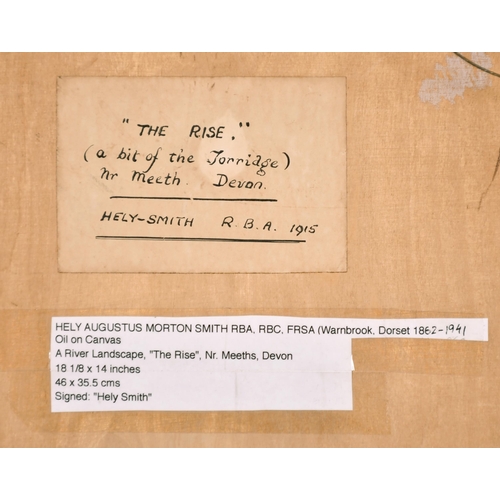 "THE RISE."
(a bit of the Torridge)
Nr Meeth. Devon.
HELY-SMITH R.B.A. 1915
HELY AUGUSTUS MORTON SMITH RBA, RBC, FRSA (Warnbrook, Dorset 1862-1941
Oil on Canvas
A River Landscape, "The Rise", Nr. Meeths, Devon
18 1/8 x 14 inches
46 x 35.5 cms
Signed: "Hely Smith"